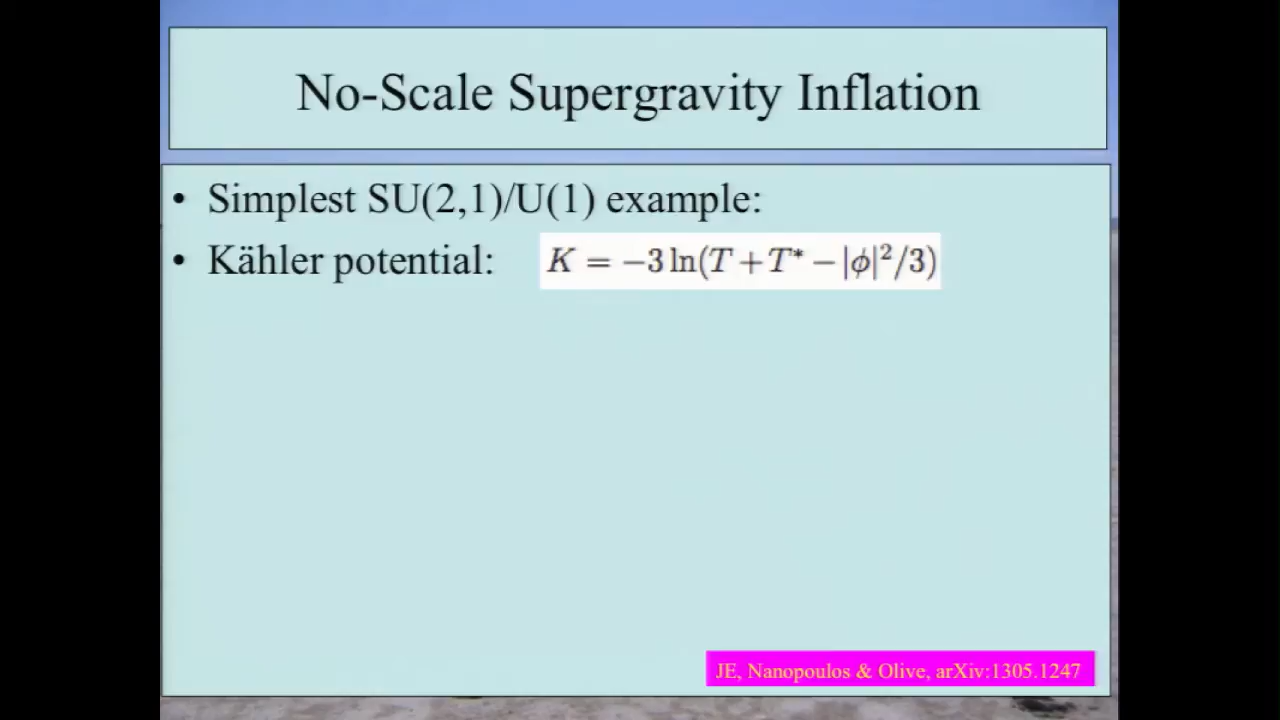 No-Scale Supergravity Inflation
• Simplest SU(2,1)/U(1) example:
• Kähler potential: K = −3 ln(T + T* − |ϕ|²/3)
JE, Nanopoulos & Olive, arXiv:1305.1247